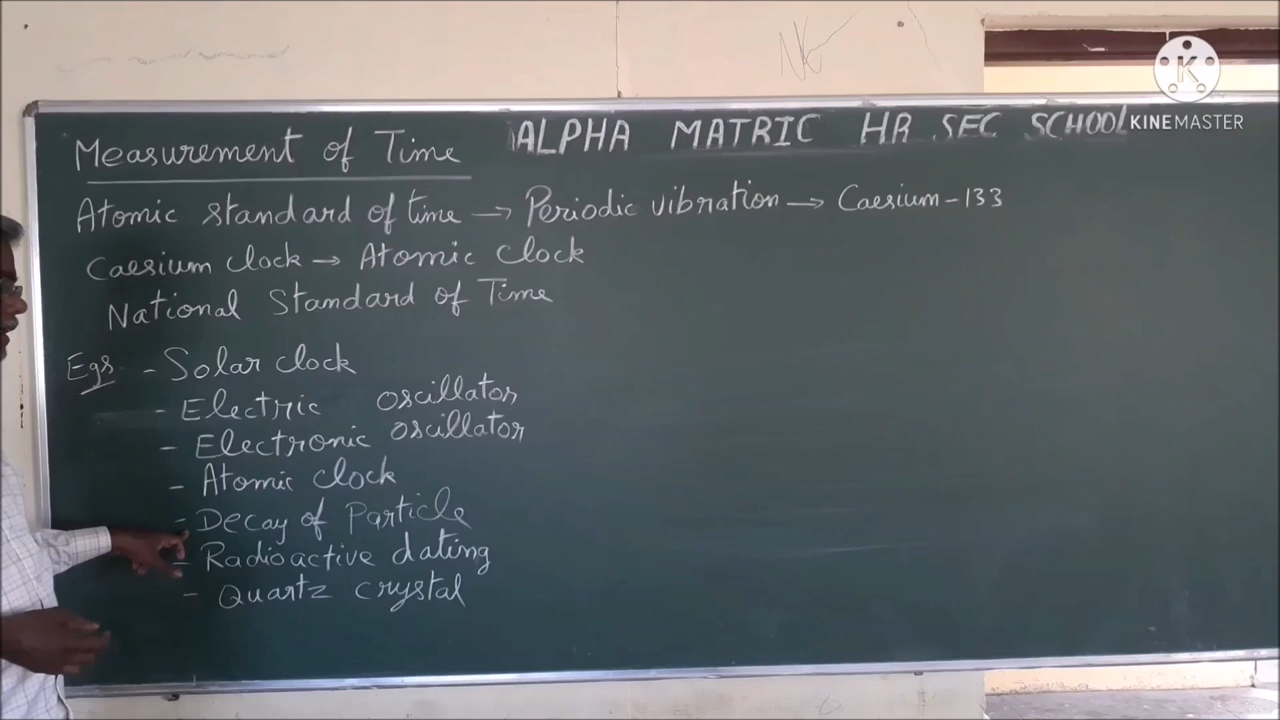 ALPHA MATRIC HR SEC SCHOOL
KINEMASTER
Measurement of Time
Atomic standard of time → Periodic vibration → Caesium-133
Caesium clock → Atomic clock
National Standard of Time
Egs - Solar clock
- Electric oscillator
- Electronic oscillator
- Atomic clock
- Decay of Particle
- Radioactive dating
- Quartz crystal